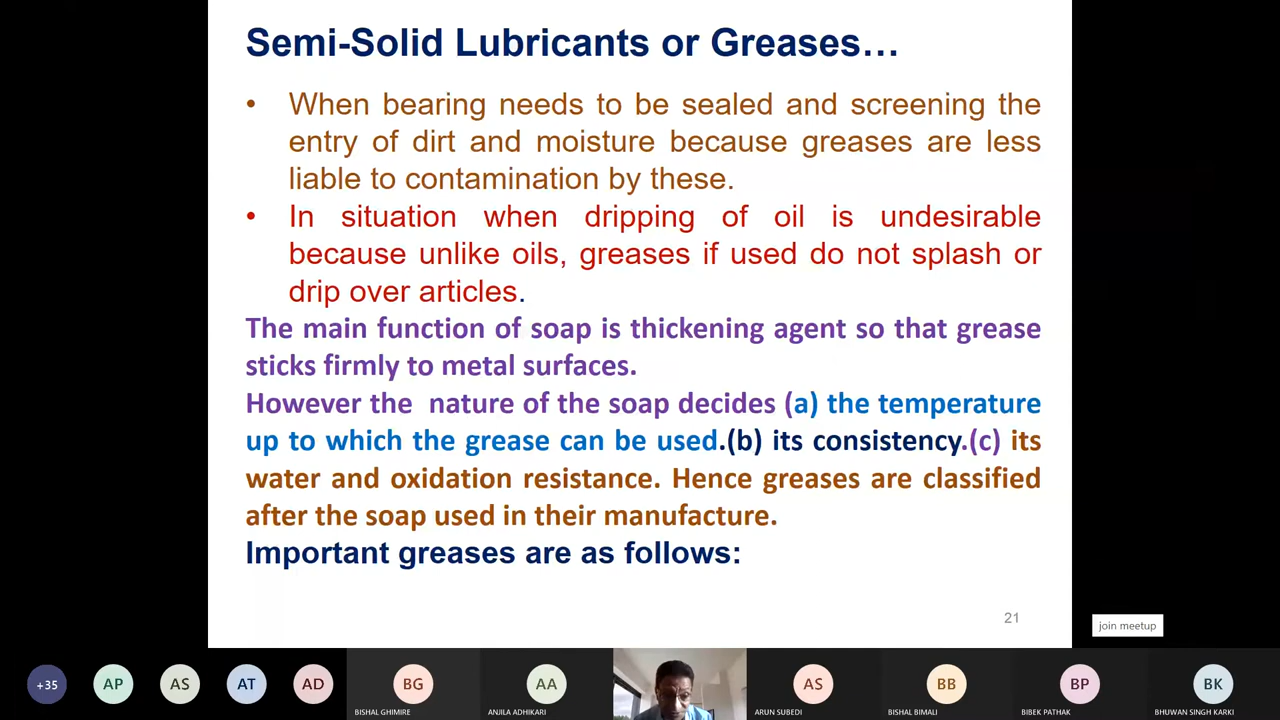 Semi-Solid Lubricants or Greases…
• When bearing needs to be sealed and screening the
entry of dirt and moisture because greases are less
liable to contamination by these.
• In situation when dripping of oil is undesirable
because unlike oils, greases if used do not splash or
drip over articles.
The main function of soap is thickening agent so that grease
sticks firmly to metal surfaces.
However the nature of the soap decides (a) the temperature
up to which the grease can be used.(b) its consistency.(c) its
water and oxidation resistance. Hence greases are classified
after the soap used in their manufacture.
Important greases are as follows:
21
join meetup
+35
AP
AS
AT
AD
BG
AA
AS
BB
BP
BK
BISHAL GHIMIRE
ANJILA ADHIKARI
ARUN SUBEDI
BISHAL BIMALI
BIBEK PATHAK
BHUWAN SINGH KARKI